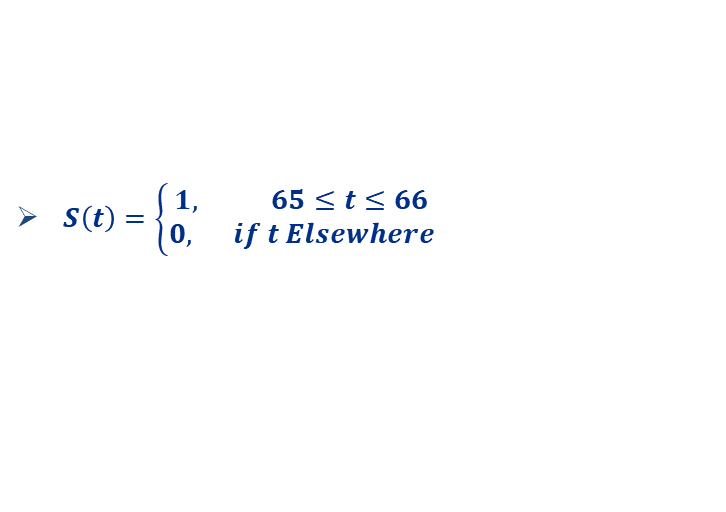 ➢ S(t) = {1, 65 ≤ t ≤ 66
0, if t Elsewhere